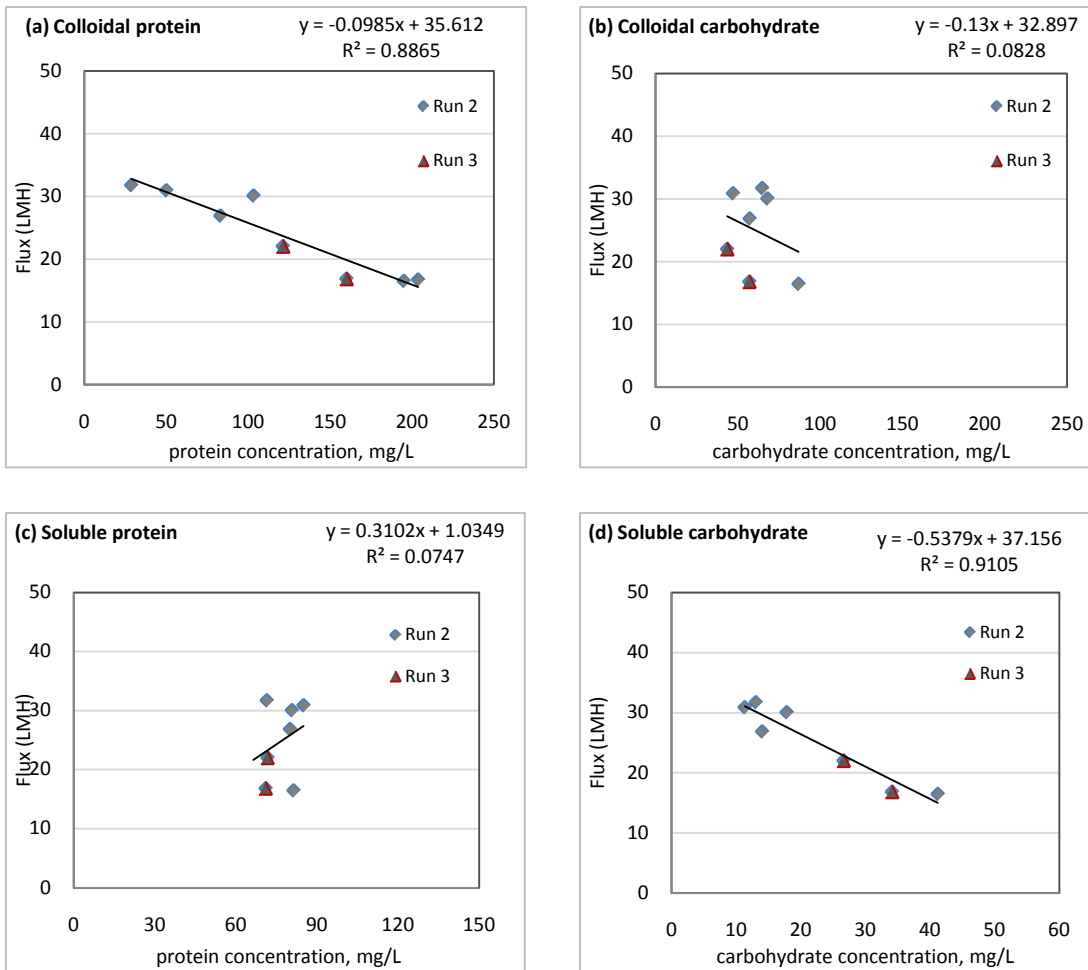 (a) Colloidal protein
y = -0.0985x + 35.612
R² = 0.8865
50
40
30
20
10
0
Flux (LMH)
Run 2
Run 3
0 50 100 150 200 250
protein concentration, mg/L
(b) Colloidal carbohydrate
y = -0.13x + 32.897
R² = 0.0828
50
40
30
20
10
0
Flux (LMH)
Run 2
Run 3
0 50 100 150 200 250
carbohydrate concentration, mg/L
(c) Soluble protein
y = 0.3102x + 1.0349
R² = 0.0747
50
40
30
20
10
0
Flux (LMH)
Run 2
Run 3
0 30 60 90 120 150
protein concentration, mg/L
(d) Soluble carbohydrate
y = -0.5379x + 37.156
R² = 0.9105
50
40
30
20
10
0
Flux (LMH)
Run 2
Run 3
0 10 20 30 40 50 60
carbohydrate concentration, mg/L